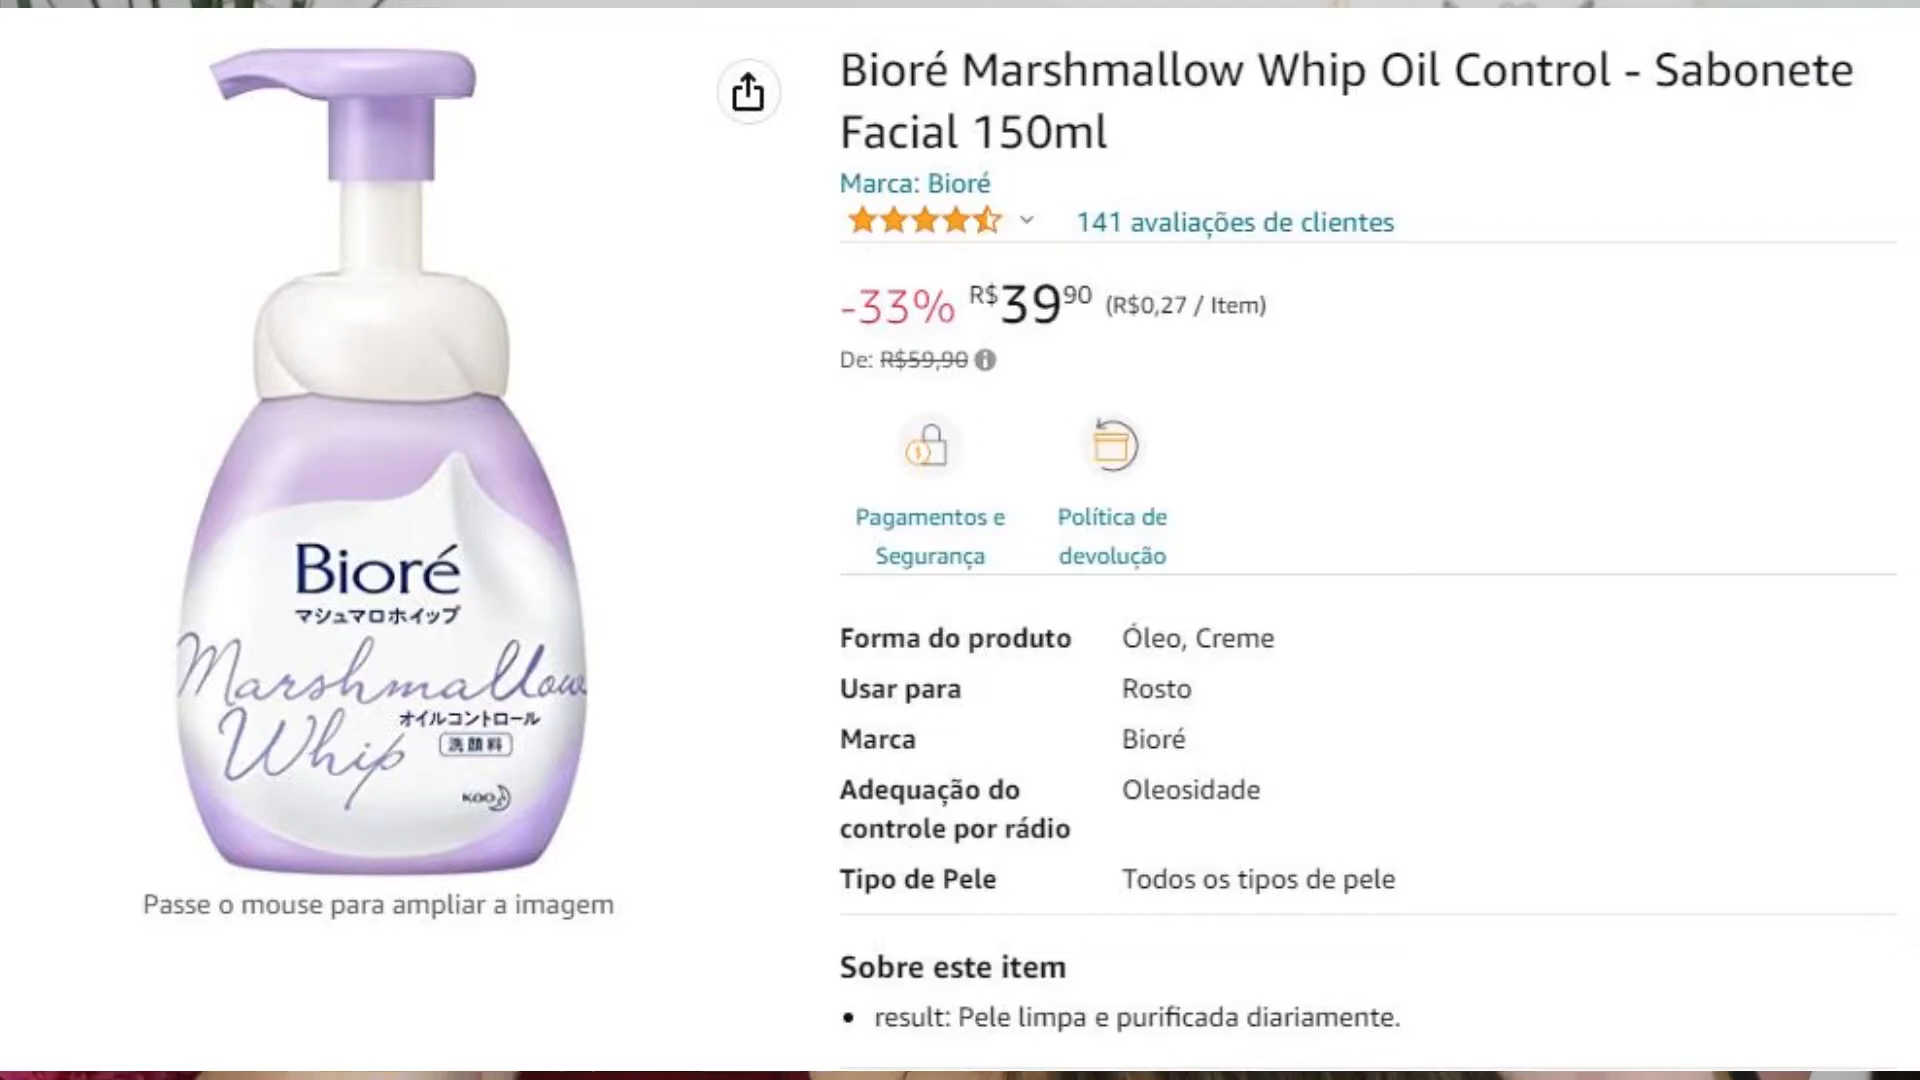 Bioré
マシュマロホイップ
Marshmallow
Whip
オイルコントロール
洗顔料
Kao
Passe o mouse para ampliar a imagem
Bioré Marshmallow Whip Oil Control - Sabonete
Facial 150ml
Marca: Bioré
141 avaliações de clientes
-33% R$3990 (R$0,27 / Item)
De: R$59,90
Pagamentos e
Segurança
Política de
devolução
Forma do produto Óleo, Creme
Usar para Rosto
Marca Bioré
Adequação do Oleosidade
controle por rádio
Tipo de Pele Todos os tipos de pele
Sobre este item
• result: Pele limpa e purificada diariamente.